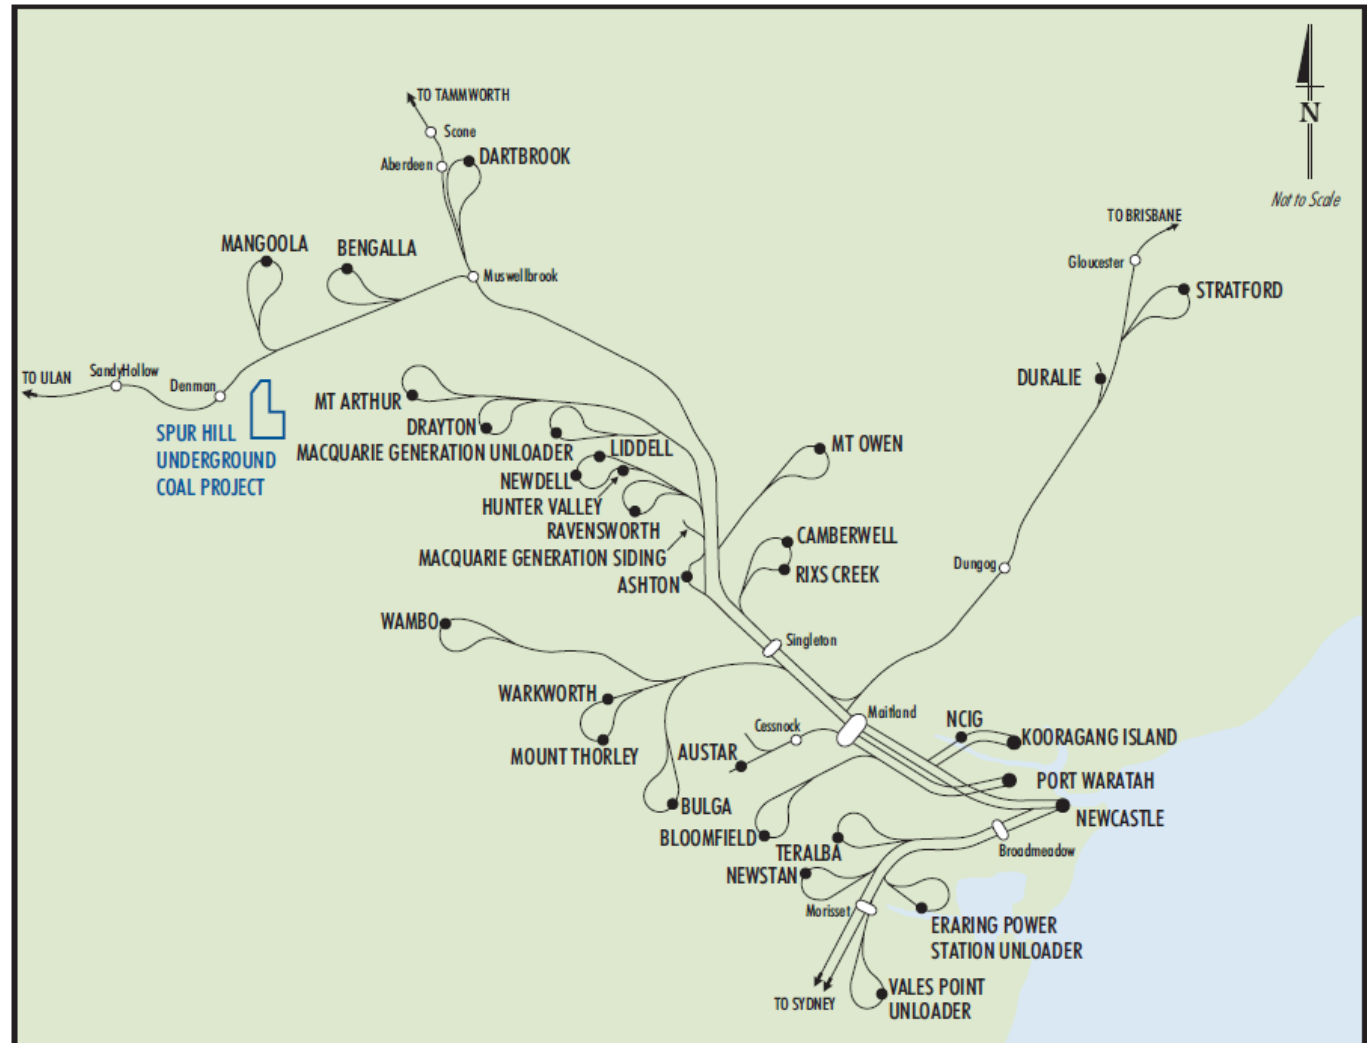 TO TAMMWORTH
Scone
Aberdeen
DARTBROOK
N
Not to Scale
TO BRISBANE
MANGOOLA
BENGALLA
Muswellbrook
Gloucester
STRATFORD
SandyHollow
TO ULAN
Denman
MT ARTHUR
DURALIE
SPUR HILL
UNDERGROUND
COAL PROJECT
DRAYTON
MACQUARIE GENERATION UNLOADER
LIDDELL
MT OWEN
NEWDELL
HUNTER VALLEY
RAVENSWORTH
MACQUARIE GENERATION SIDING
CAMBERWELL
RIXS CREEK
ASHTON
Dungog
WAMBO
Singleton
WARKWORTH
MOUNT THORLEY
Cessnock
Maitland
NCIG
KOORAGANG ISLAND
AUSTAR
PORT WARATAH
BULGA
NEWCASTLE
BLOOMFIELD
TERALBA
Broadmeadow
NEWSTAN
Morisset
ERARING POWER
STATION UNLOADER
TO SYDNEY
VALES POINT
UNLOADER